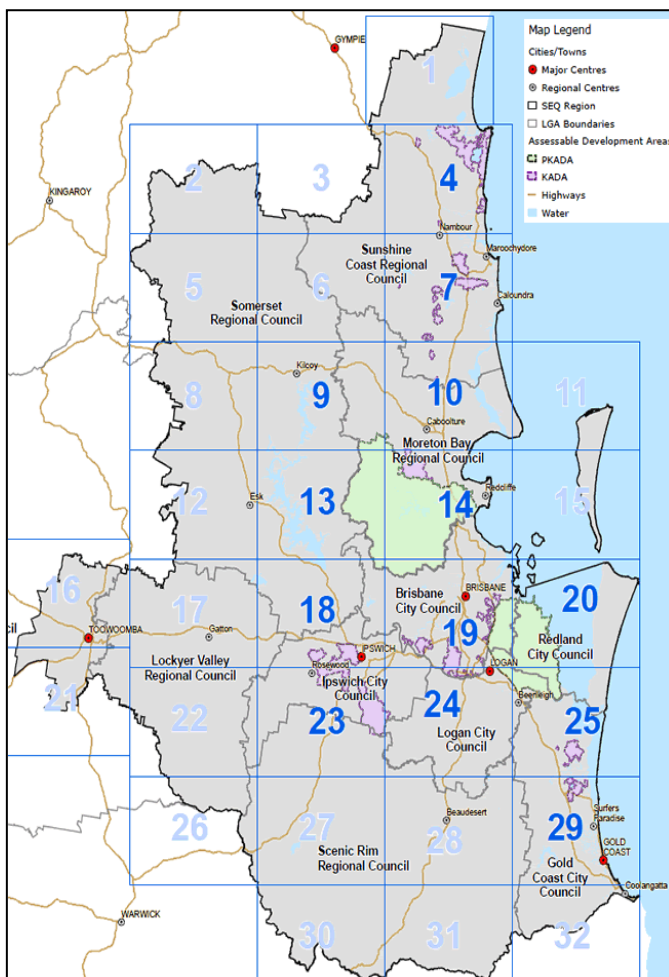 Map Legend
Cities/Towns
Major Centres
Regional Centres
SEQ Region
LGA Boundaries
Assessable Development Areas
PKADA
KADA
Highways
Water
GYMPIE
1
2
3
4
KINGAROY
Nambour
Maroochydore
Sunshine
Coast Regional
Council
5
6
7
Somerset
Regional Council
Caloundra
Kilcoy
8
9
10
11
Caboolture
Moreton Bay
Regional Council
Redcliffe
Esk
12
13
14
15
16
17
18
Brisbane
City Council
BRISBANE
19
20
Redland
City Council
TOOWOOMBA
Gatton
Lockyer Valley
Regional Council
IPSWICH
Rosewood
Ipswich City
Council
LOGAN
21
22
23
24
25
Beenleigh
Logan City
Council
26
27
28
29
Beaudesert
Surfers
Paradise
Scenic Rim
Regional Council
GOLD
COAST
Gold
Coast City
Council
Coolangatta
WARWICK
30
31
32